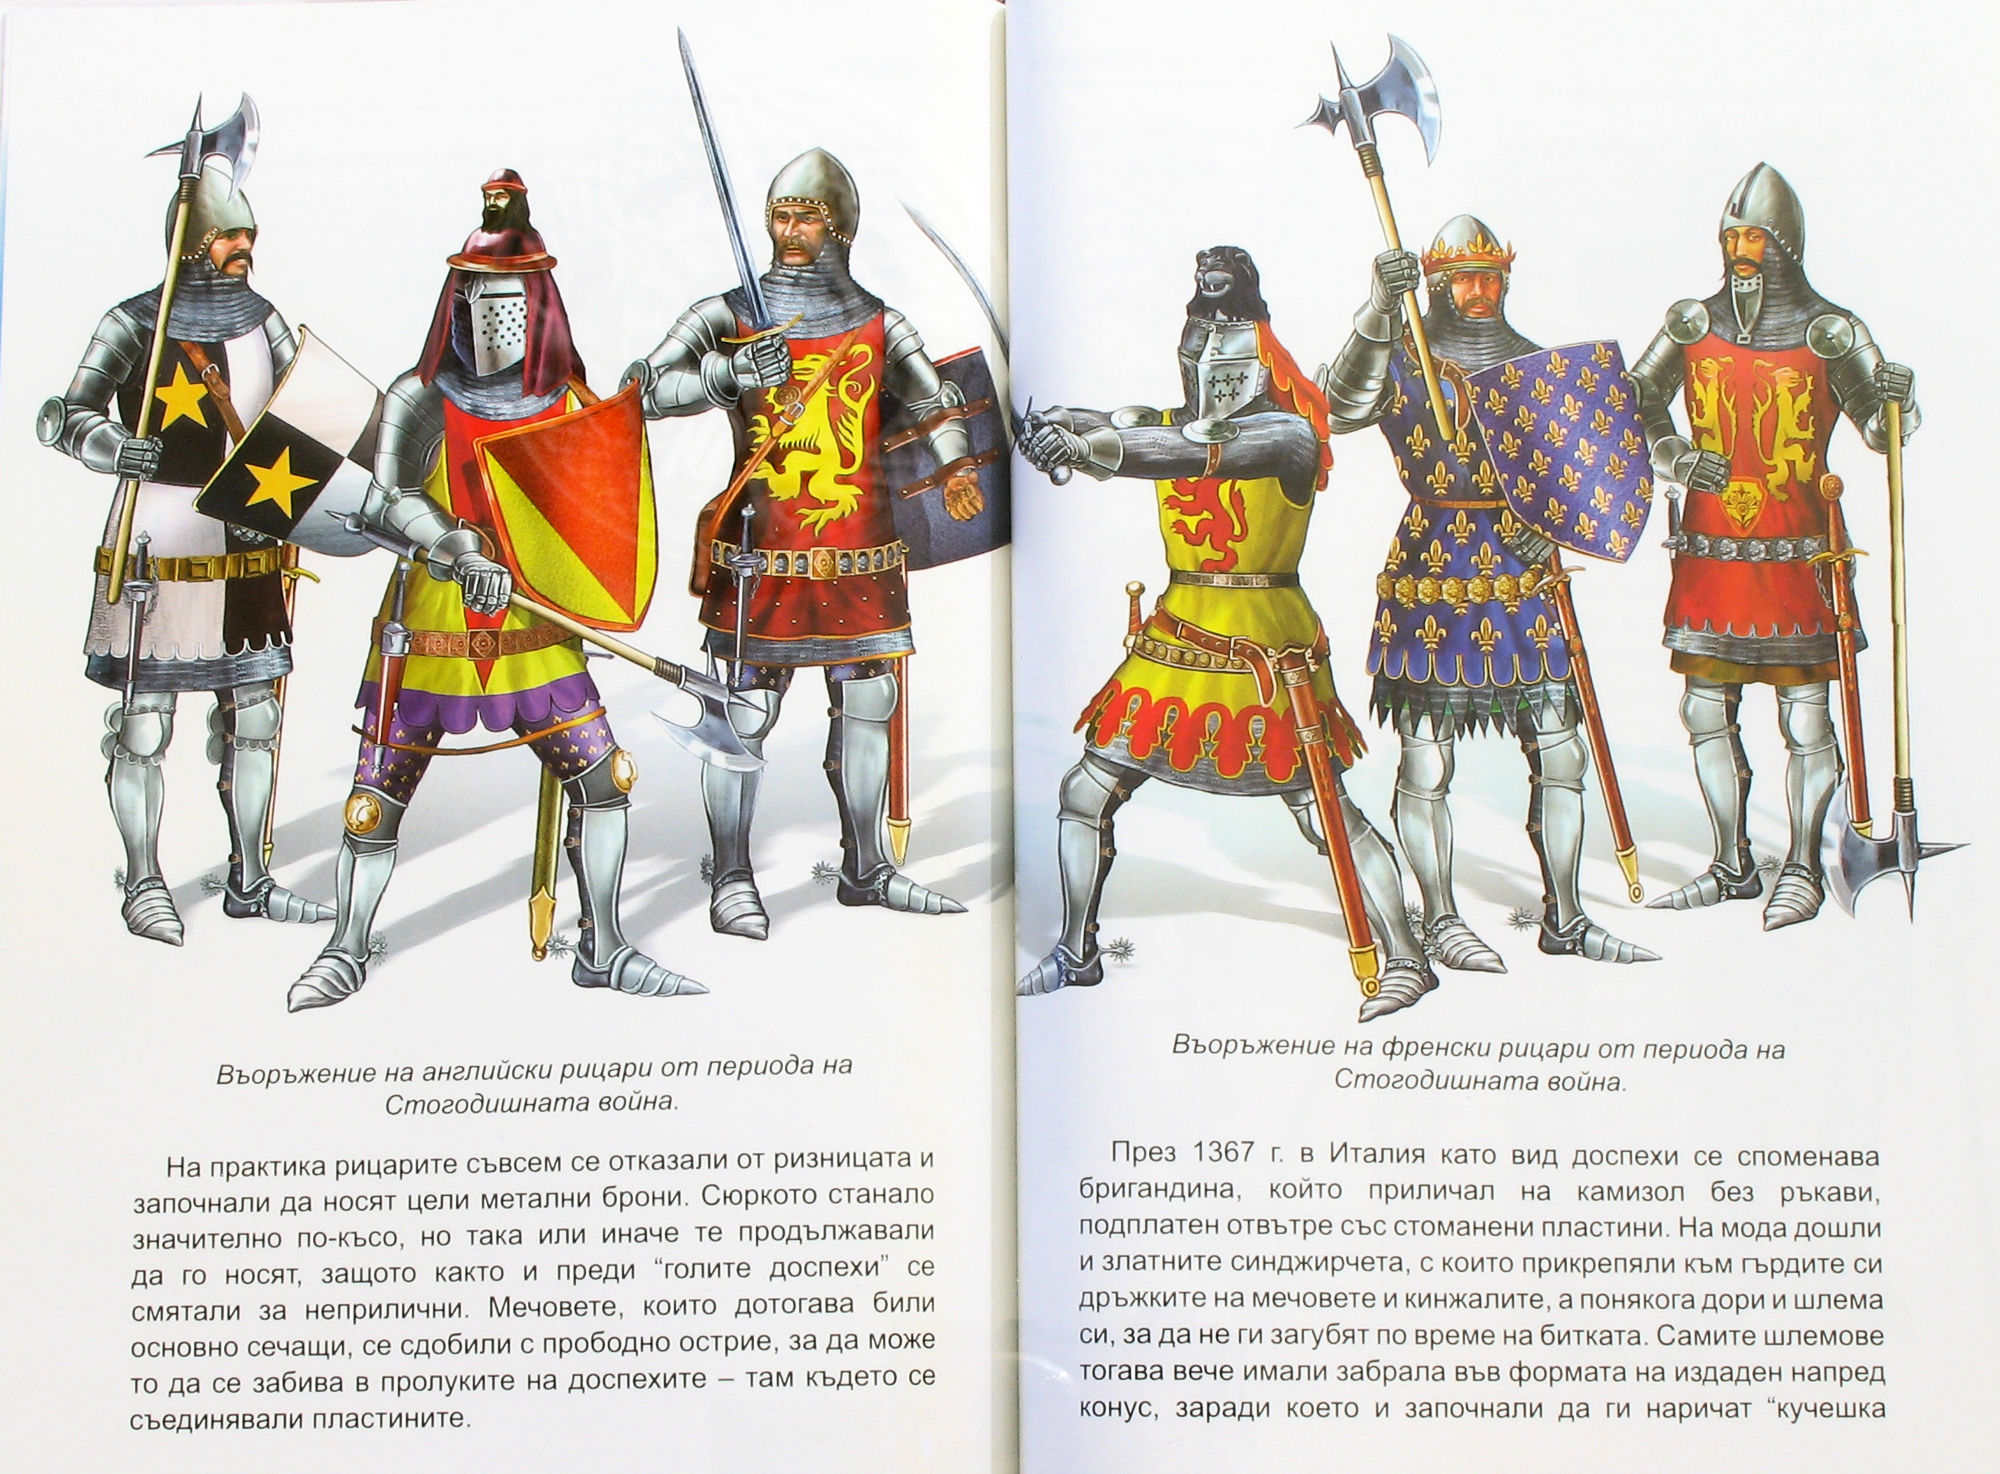 Въоръжение на английски рицари от периода на
Стогодишната война.
На практика рицарите съвсем се отказали от ризницата и
започнали да носят цели метални брони. Сюркото станало
значително по-късо, но така или иначе те продължавали
да го носят, защото както и преди “голите доспехи” се
смятали за неприлични. Мечовете, които дотогава били
основно сечащи, се сдобили с прободно острие, за да може
то да се забива в пролуките на доспехите – там където се
съединявали пластините.
Въоръжение на френски рицари от периода на
Стогодишната война.
През 1367 г. в Италия като вид доспехи се споменава
бригандина, който приличал на камизол без ръкави,
подплатен отвътре със стоманени пластини. На мода дошли
и златните синджирчета, с които прикрепяли към гърдите си
дръжките на мечовете и кинжалите, а понякога дори и шлема
си, за да не ги загубят по време на битката. Самите шлемове
тогава вече имали забрала във формата на издаден напред
конус, заради което и започнали да ги наричат “кучешка